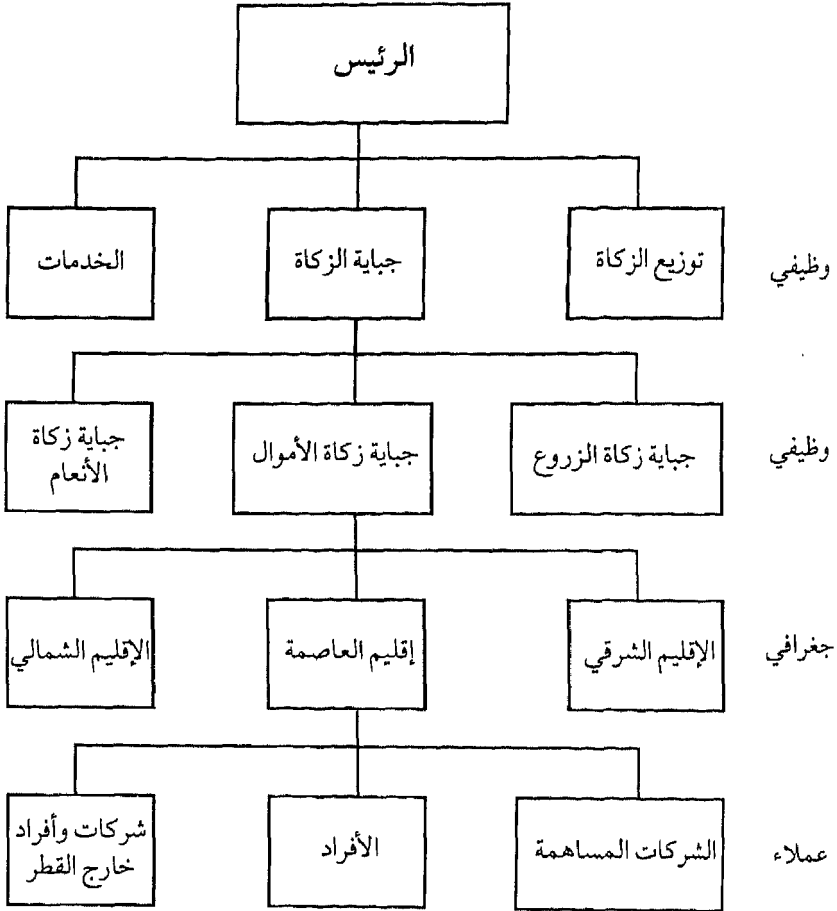 الرئيس
وظيفي
توزيع الزكاة
جباية الزكاة
الخدمات
وظيفي
جباية زكاة الزروع
جباية زكاة الأموال
جباية زكاة
الأنعام
جغرافي
الإقليم الشرقي
إقليم العاصمة
الإقليم الشمالي
عملاء
الشركات المساهمة
الأفراد
شركات وأفراد
خارج القطر